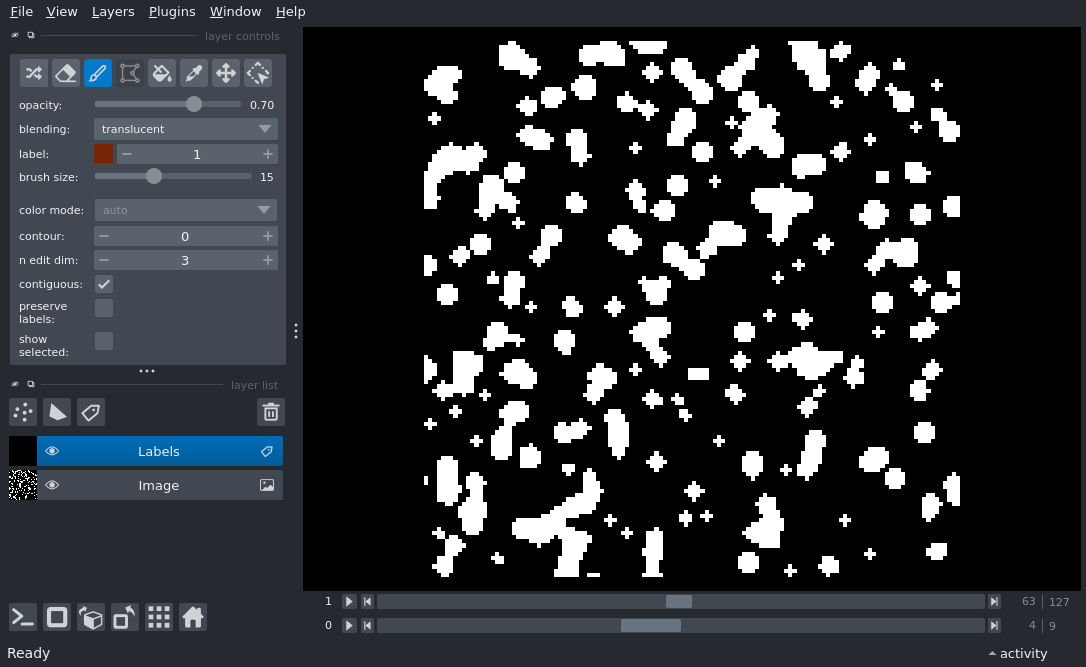 File View Layers Plugins Window Help
layer controls
opacity: 0.70
blending: translucent
label: 1
brush size: 15
color mode: auto
contour: 0
n edit dim: 3
contiguous:
preserve
labels:
show
selected:
layer list
Labels
Image
1 63 127
0 4 9
Ready activity